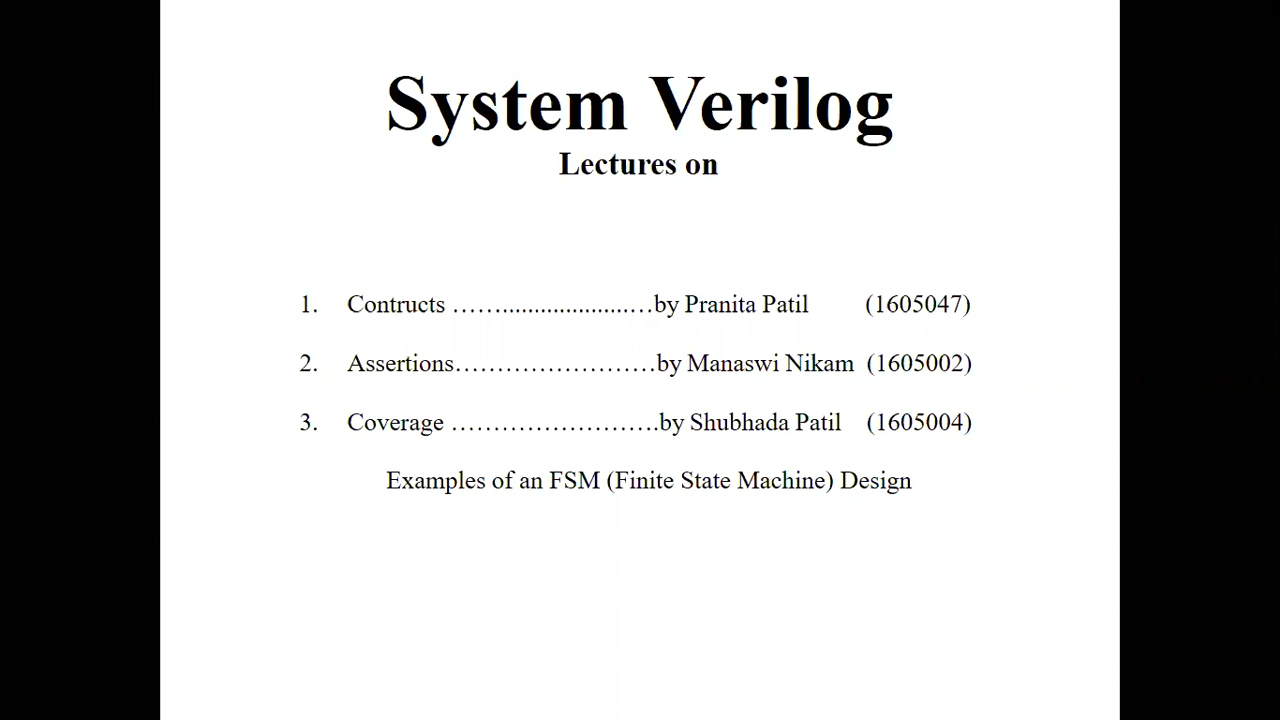 System Verilog
Lectures on
1. Contructs ……......................…by Pranita Patil (1605047)
2. Assertions……………………by Manaswi Nikam (1605002)
3. Coverage …………………….by Shubhada Patil (1605004)
Examples of an FSM (Finite State Machine) Design